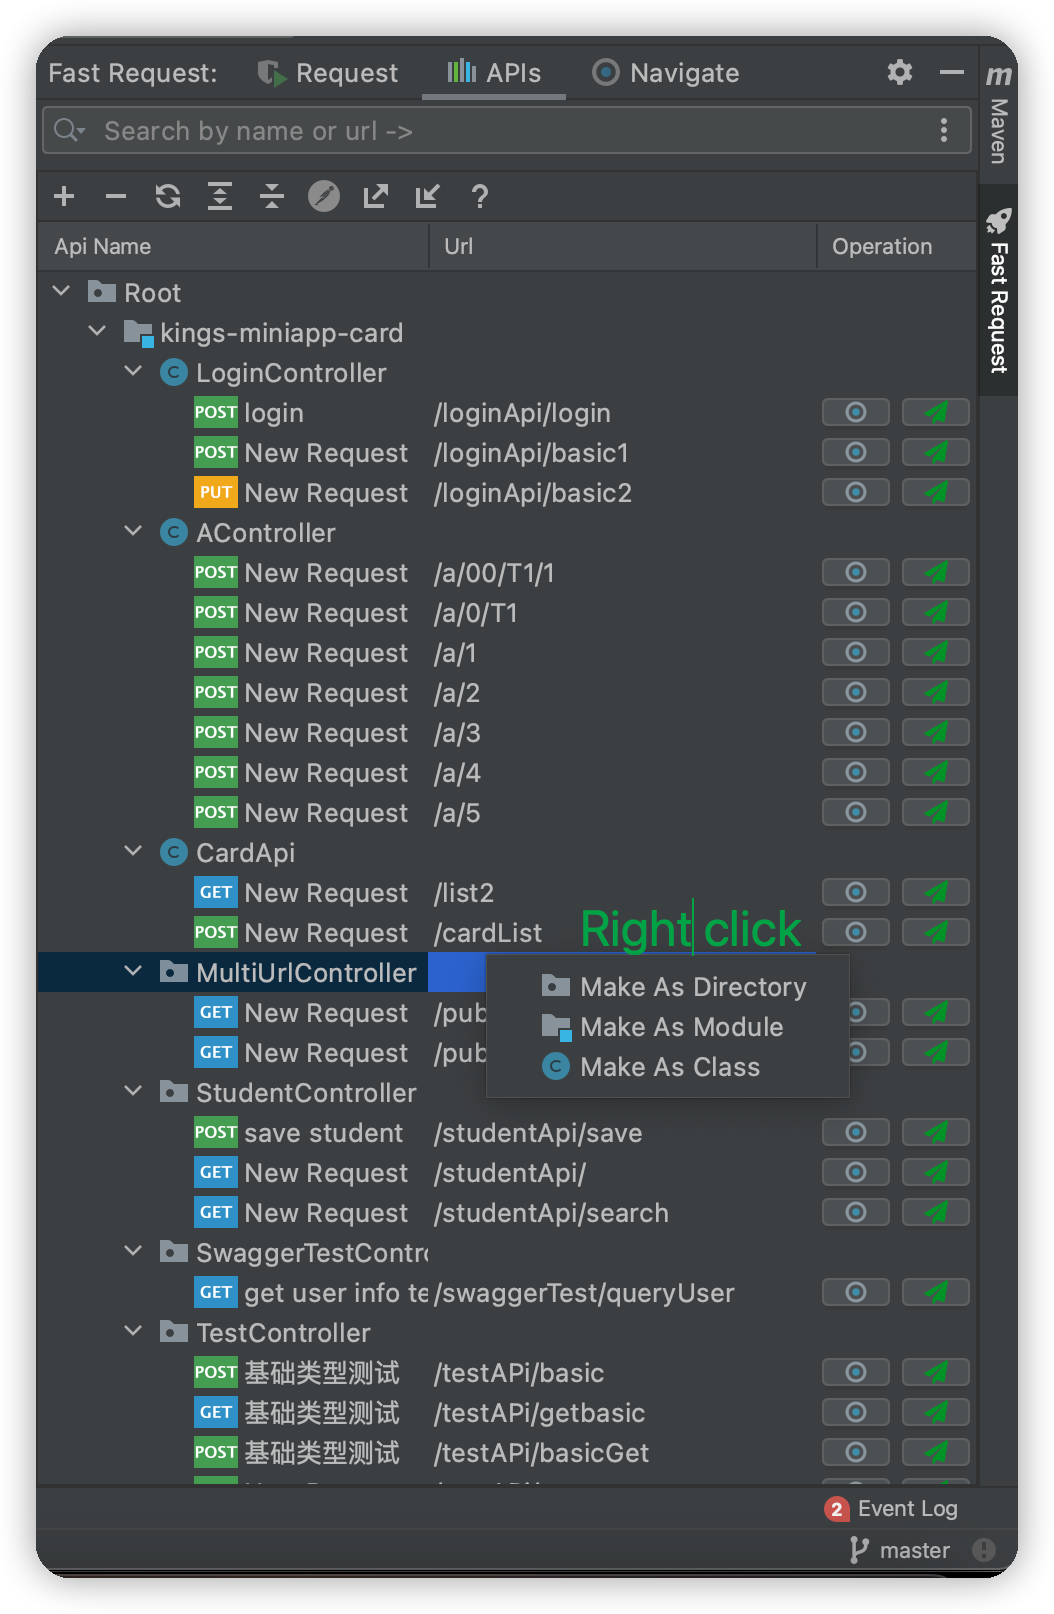 Fast Request: Request APIs Navigate
m Maven
Search by name or url ->
Fast Request
?
Api Name Url Operation
Root
kings-miniapp-card
C LoginController
POST login /loginApi/login
POST New Request /loginApi/basic1
PUT New Request /loginApi/basic2
C AController
POST New Request /a/00/T1/1
POST New Request /a/0/T1
POST New Request /a/1
POST New Request /a/2
POST New Request /a/3
POST New Request /a/4
POST New Request /a/5
C CardApi
GET New Request /list2
POST New Request /cardList
Right click
MultiUrlController
Make As Directory
GET New Request /pub
Make As Module
GET New Request /pub
C Make As Class
StudentController
POST save student /studentApi/save
GET New Request /studentApi/
GET New Request /studentApi/search
SwaggerTestContr
GET get user info te /swaggerTest/queryUser
TestController
POST 基础类型测试 /testAPi/basic
GET 基础类型测试 /testAPi/getbasic
POST 基础类型测试 /testAPi/basicGet
2 Event Log
master